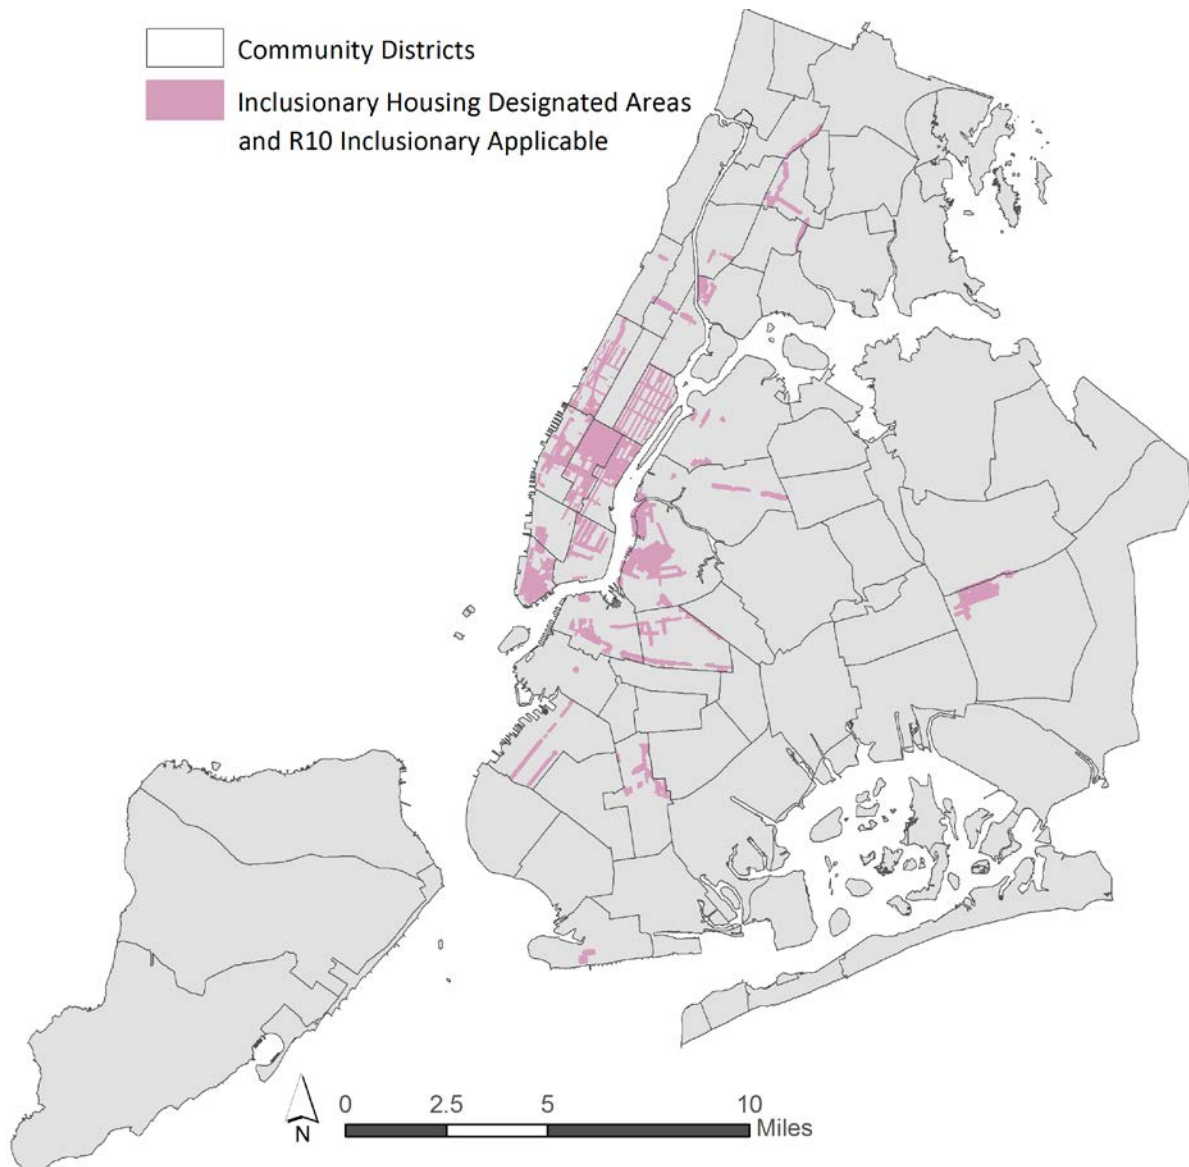 Community Districts
Inclusionary Housing Designated Areas
and R10 Inclusionary Applicable
N
0 2.5 5 10
Miles